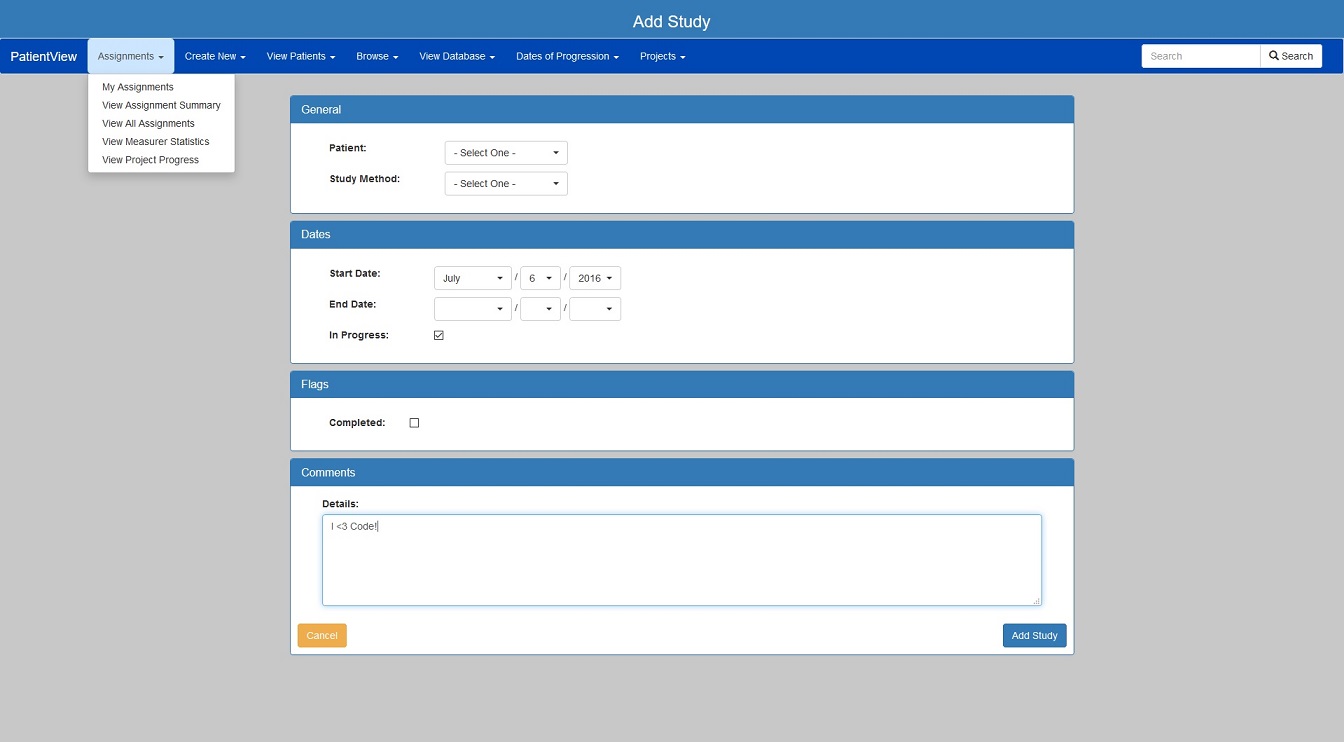 Add Study
PatientView Assignments Create New View Patients Browse View Database Dates of Progression Projects Search Search
My Assignments
View Assignment Summary
View All Assignments
View Measurer Statistics
View Project Progress
General
Patient: - Select One -
Study Method: - Select One -
Dates
Start Date: July / 6 / 2016
End Date: / /
In Progress:
Flags
Completed:
Comments
Details:
I <3 Code!
Cancel Add Study